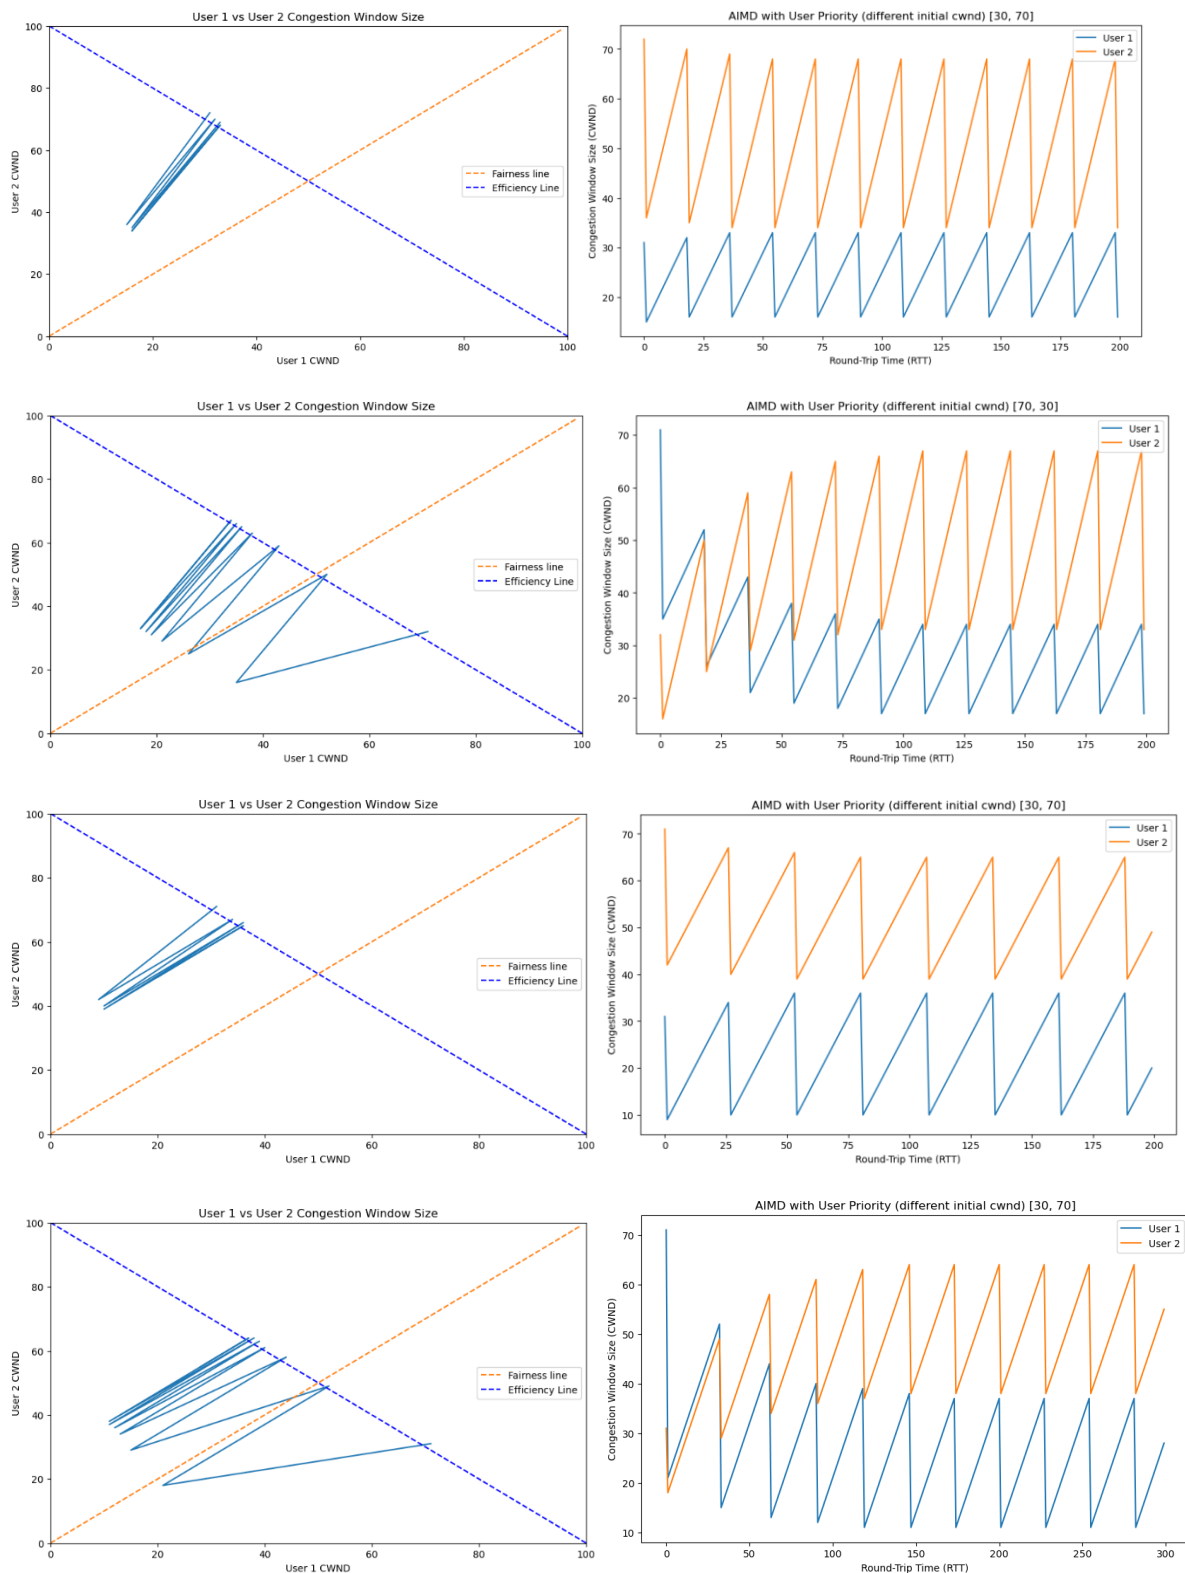 User 1 vs User 2 Congestion Window Size
100
80
60
40
20
0
User 2 CWND
0 20 40 60 80 100
User 1 CWND
Fairness line
Efficiency Line
AIMD with User Priority (different initial cwnd) [30, 70]
70
60
50
40
30
20
Congestion Window Size (CWND)
0 25 50 75 100 125 150 175 200
Round-Trip Time (RTT)
User 1
User 2
User 1 vs User 2 Congestion Window Size
100
80
60
40
20
0
User 2 CWND
0 20 40 60 80 100
User 1 CWND
Fairness line
Efficiency Line
AIMD with User Priority (different initial cwnd) [70, 30]
70
60
50
40
30
20
Congestion Window Size (CWND)
0 25 50 75 100 125 150 175 200
Round-Trip Time (RTT)
User 1
User 2
User 1 vs User 2 Congestion Window Size
100
80
60
40
20
0
User 2 CWND
0 20 40 60 80 100
User 1 CWND
Fairness line
Efficiency Line
AIMD with User Priority (different initial cwnd) [30, 70]
70
60
50
40
30
20
10
Congestion Window Size (CWND)
0 25 50 75 100 125 150 175 200
Round-Trip Time (RTT)
User 1
User 2
User 1 vs User 2 Congestion Window Size
100
80
60
40
20
0
User 2 CWND
0 20 40 60 80 100
User 1 CWND
Fairness line
Efficiency Line
AIMD with User Priority (different initial cwnd) [30, 70]
70
60
50
40
30
20
10
Congestion Window Size (CWND)
0 50 100 150 200 250 300
Round-Trip Time (RTT)
User 1
User 2